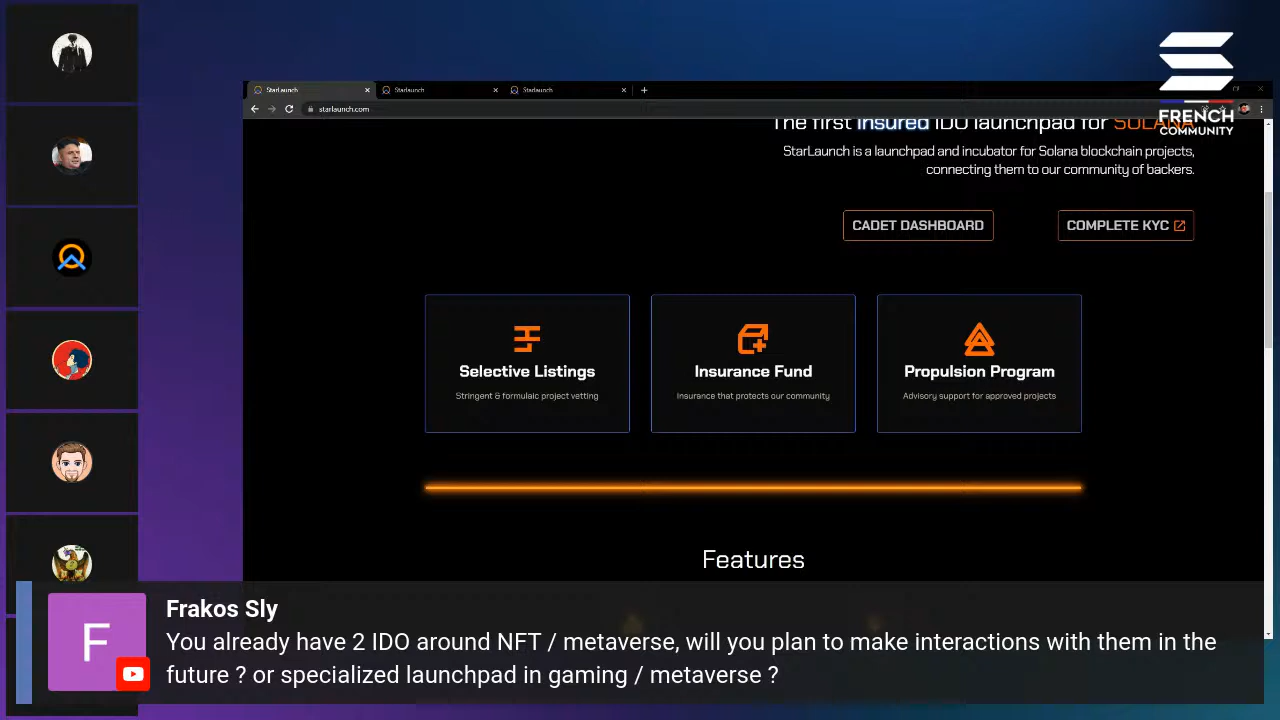 StarLaunch
StarLaunch
StarLaunch
starlaunch.com
FRENCH
COMMUNITY
The first insured IDO launchpad for SOLANA
StarLaunch is a launchpad and incubator for Solana blockchain projects,
connecting them to our community of backers.
CADET DASHBOARD
COMPLETE KYC
Selective Listings
Stringent & formulaic project vetting
Insurance Fund
Insurance that protects our community
Propulsion Program
Advisory support for approved projects
Features
F
Frakos Sly
You already have 2 IDO around NFT / metaverse, will you plan to make interactions with them in the
future ? or specialized launchpad in gaming / metaverse ?